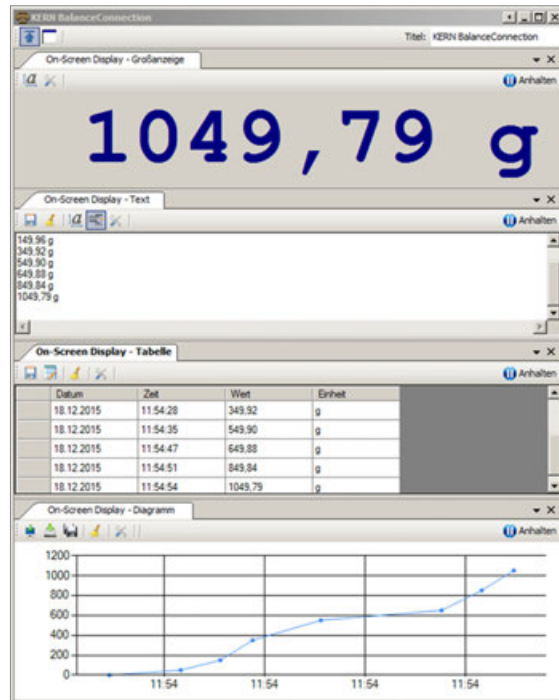 KERN BalanceConnection
Titel: KERN BalanceConnection
On-Screen Display - Großanzeige
a Anhalten
1049,79 g
On-Screen Display - Text
a Anhalten
149,96 g
349,92 g
549,90 g
649,88 g
849,84 g
1049,79 g
On-Screen Display - Tabelle
Anhalten
Datum Zeit Wert Einheit
18.12.2015 11:54:28 349,92 g
18.12.2015 11:54:35 549,90 g
18.12.2015 11:54:47 649,88 g
18.12.2015 11:54:51 849,84 g
18.12.2015 11:54:54 1049,79 g
On-Screen Display - Diagramm
Anhalten
1200
1000
800
600
400
200
0
11:54 11:54 11:54 11:54